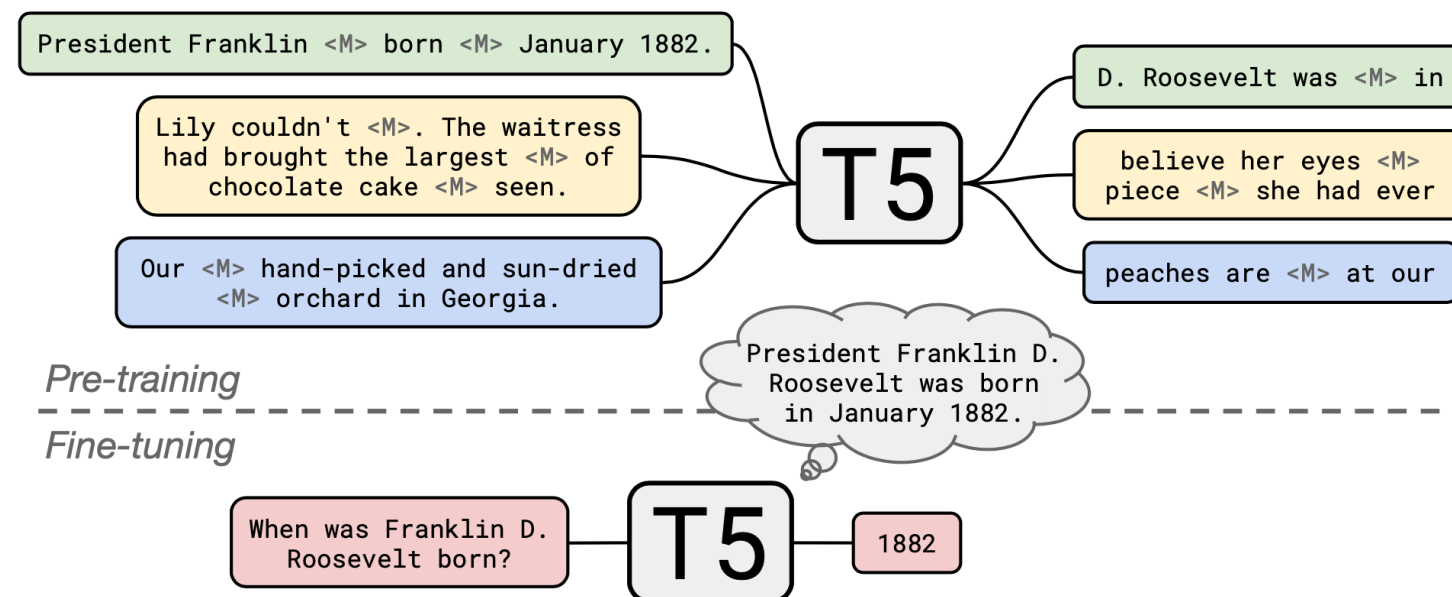 President Franklin <M> born <M> January 1882.
Lily couldn't <M>. The waitress
had brought the largest <M> of
chocolate cake <M> seen.
Our <M> hand-picked and sun-dried
<M> orchard in Georgia.
T5
D. Roosevelt was <M> in
believe her eyes <M>
piece <M> she had ever
peaches are <M> at our
Pre-training
President Franklin D.
Roosevelt was born
in January 1882.
Fine-tuning
When was Franklin D.
Roosevelt born?
T5
1882